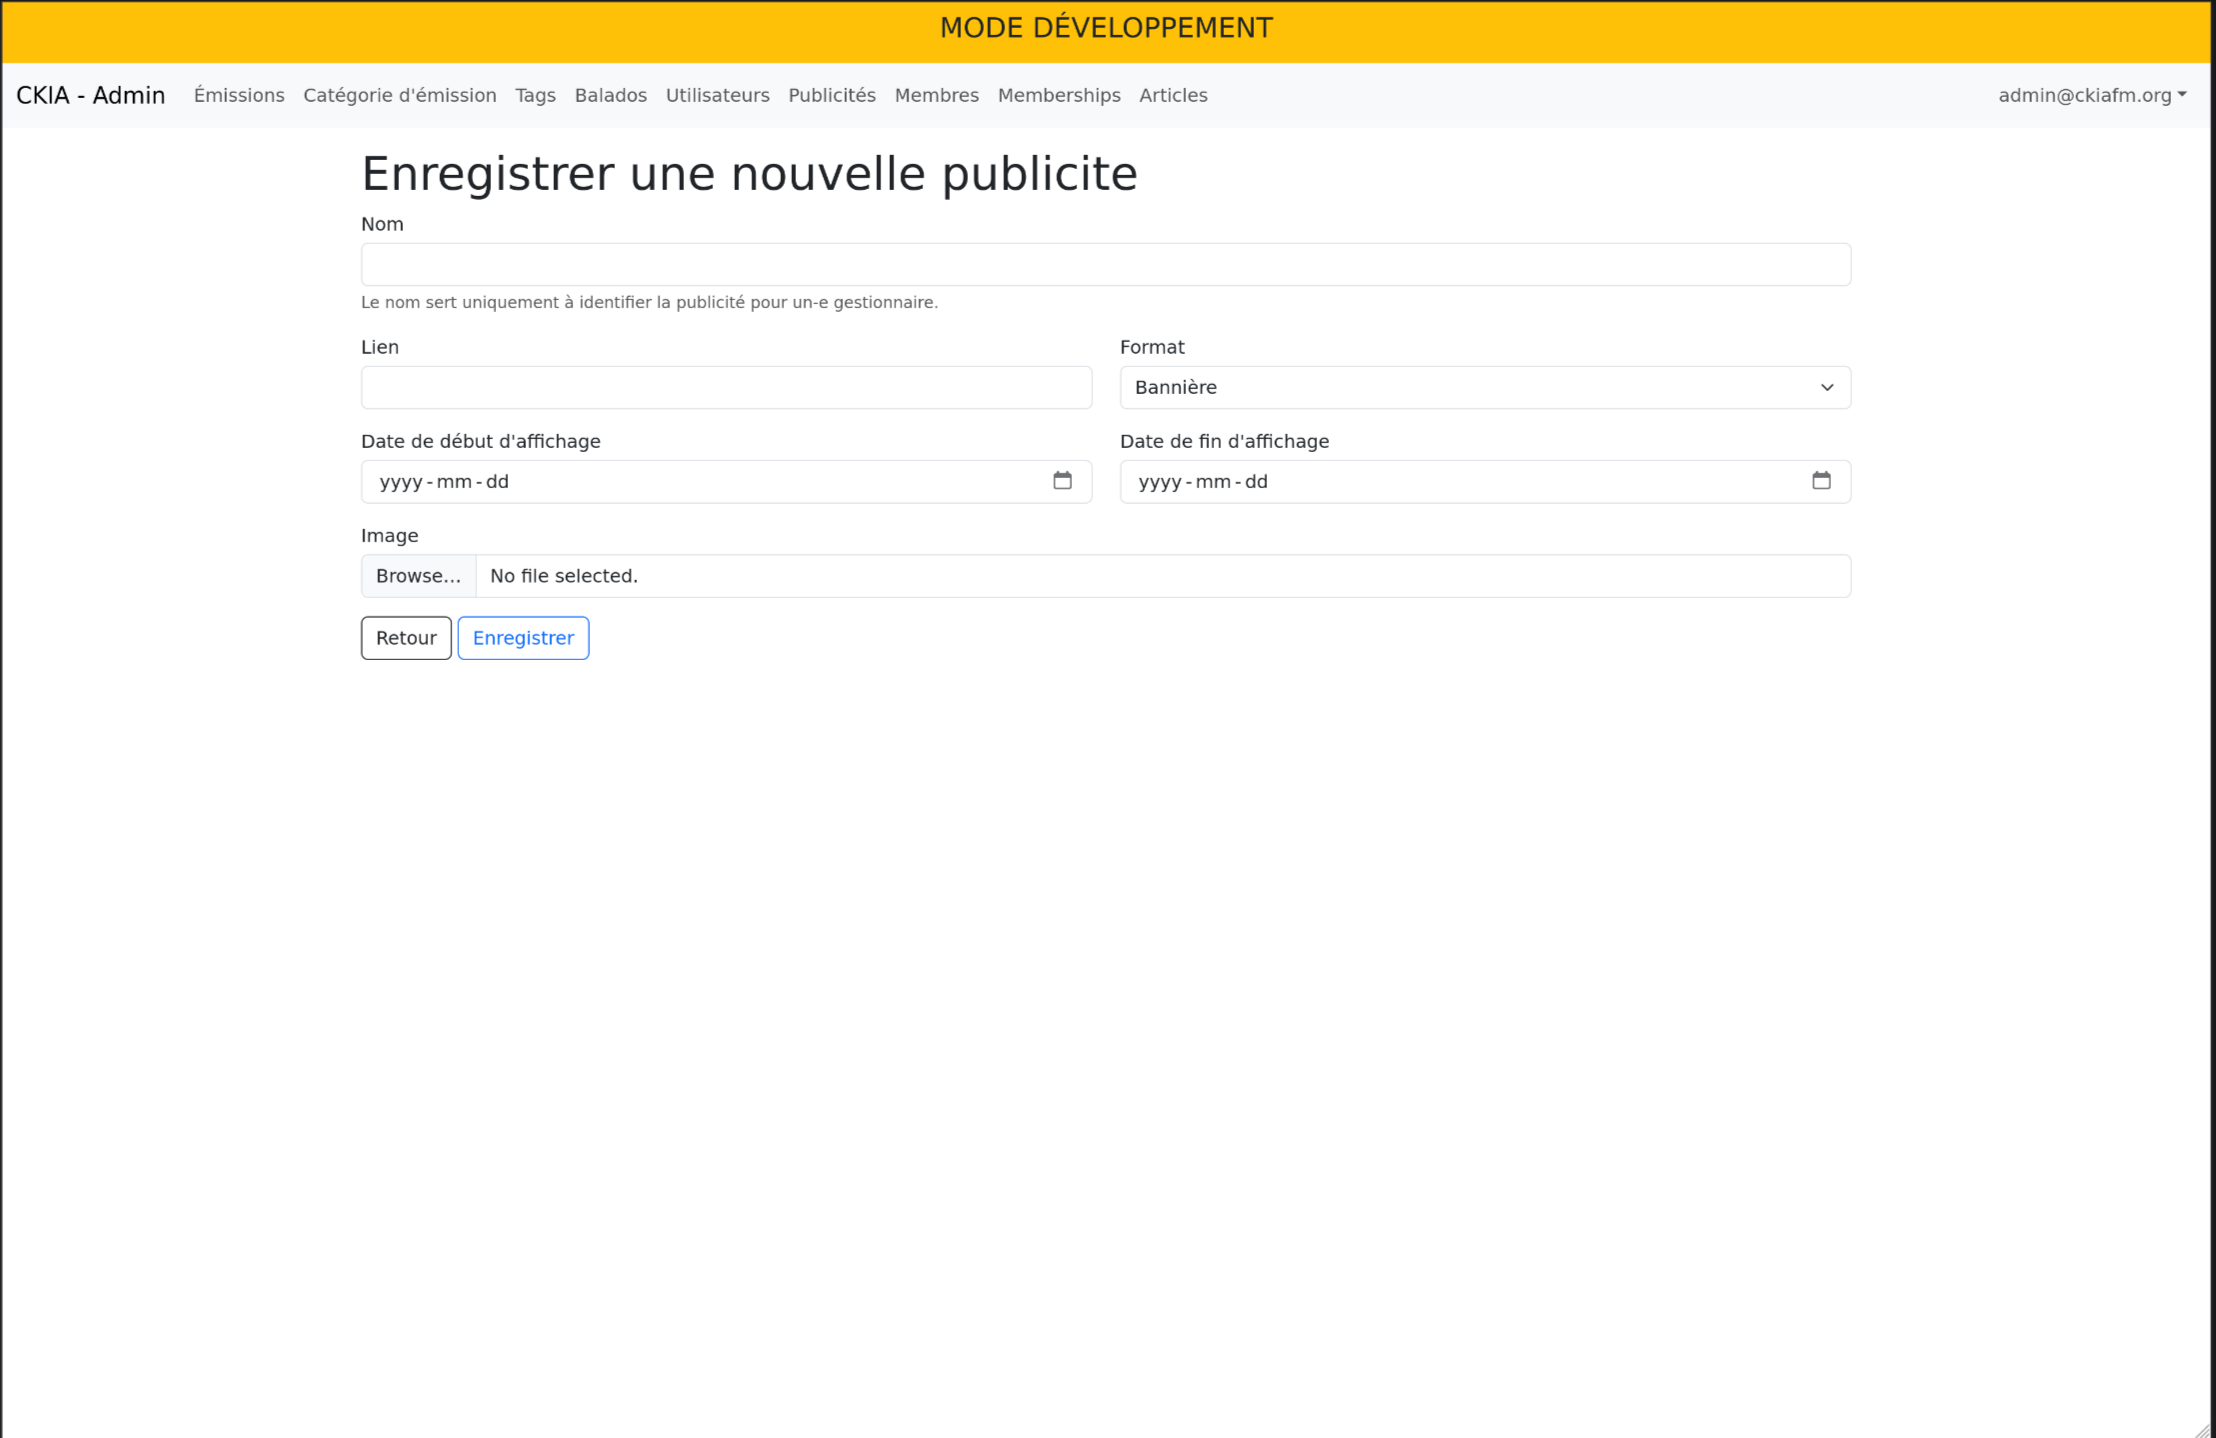 MODE DÉVELOPPEMENT
CKIA - Admin Émissions Catégorie d'émission Tags Balados Utilisateurs Publicités Membres Memberships Articles admin@ckiafm.org
Enregistrer une nouvelle publicite
Nom
Le nom sert uniquement à identifier la publicité pour un-e gestionnaire.
Lien Format
Bannière
Date de début d'affichage Date de fin d'affichage
yyyy-mm-dd yyyy-mm-dd
Image
Browse... No file selected.
Retour Enregistrer